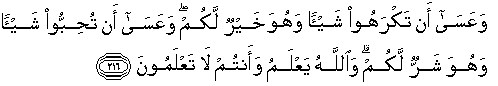 وَعَسَىٰٓ أَن تَكۡرَهُواْ شَيۡـٔٗا وَهُوَ خَيۡرٞ لَّكُمۡۖ وَعَسَىٰٓ أَن تُحِبُّواْ شَيۡـٔٗا
وَهُوَ شَرّٞ لَّكُمۡۚ وَٱللَّهُ يَعۡلَمُ وَأَنتُمۡ لَا تَعۡلَمُونَ ٢١٦